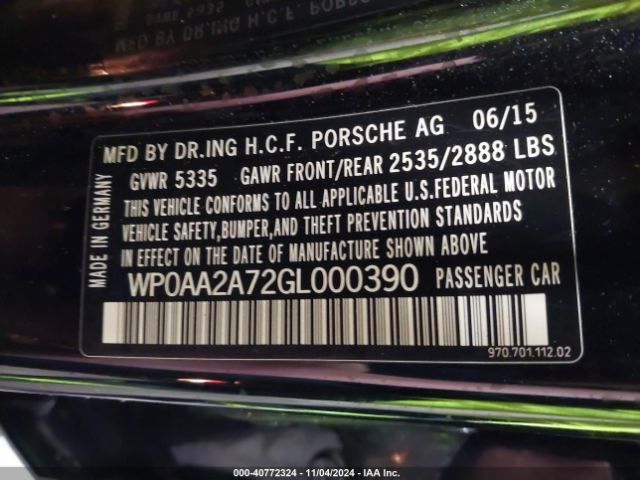 MFD BY DR.ING H.C.F. PORSCHE AG 06/15
GVWR 5335 GAWR FRONT/REAR 2535/2888 LBS
THIS VEHICLE CONFORMS TO ALL APPLICABLE U.S.FEDERAL MOTOR
VEHICLE SAFETY,BUMPER,AND THEFT PREVENTION STANDARDS
IN EFFECT ON THE DATE OF MANUFACTURE SHOWN ABOVE
WP0AA2A72GL000390 PASSENGER CAR
MADE IN GERMANY
970.701.112.02
000-40772324 - 11/04/2024 - IAA Inc.